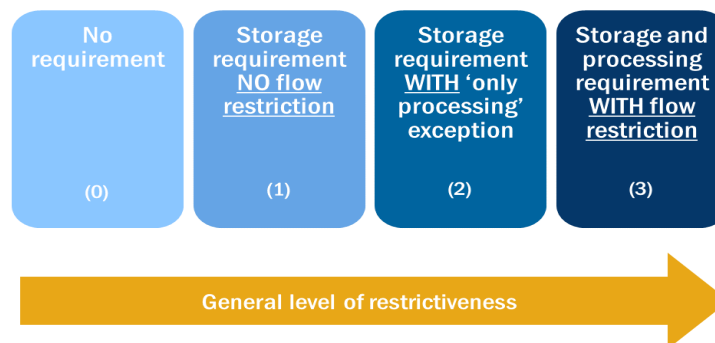 No
requirement
(0)
Storage
requirement
NO flow
restriction
(1)
Storage
requirement
WITH ‘only
processing’
exception
(2)
Storage and
processing
requirement
WITH flow
restriction
(3)
General level of restrictiveness